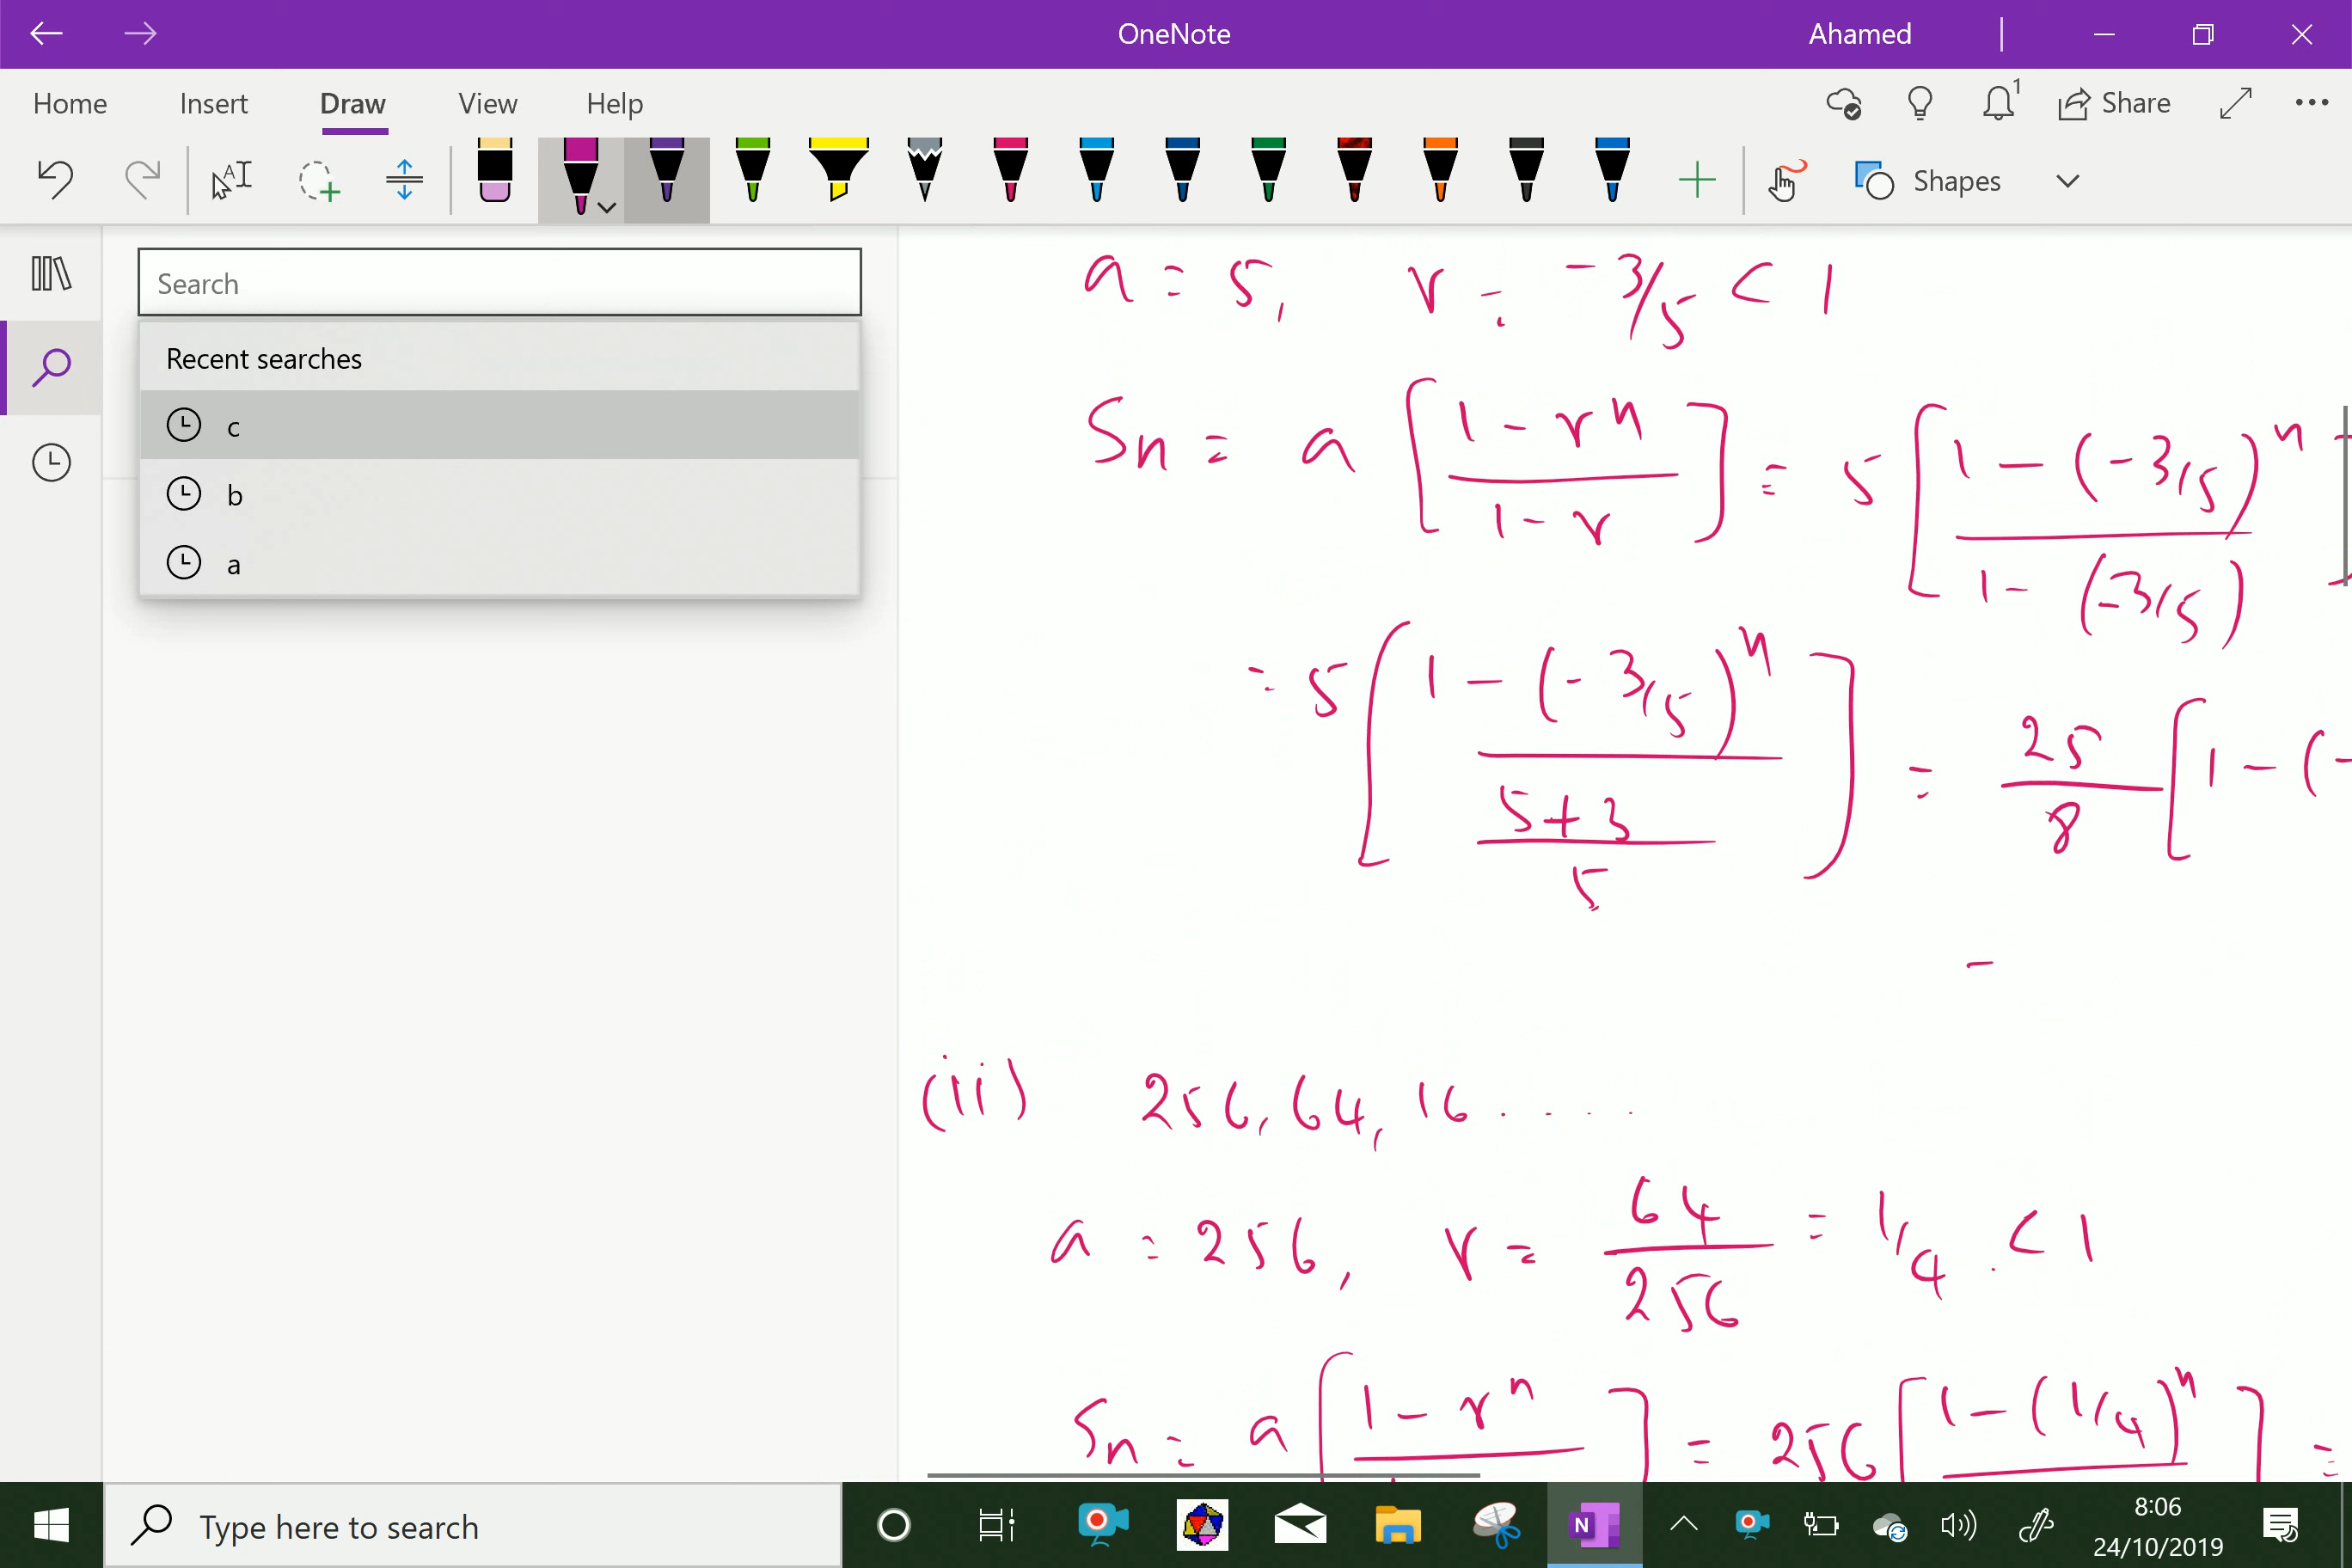 OneNote
Ahamed
Home Insert Draw View Help
1
Share
Shapes
Search
Recent searches
c
b
a
a = 5, r = -3/5 < 1
Sn = a [ 1 - r^n / 1 - r ] = 5 [ 1 - (-3/5)^n / 1 - (-3/5) ]
= 5 [ 1 - (-3/5)^n / (5+3 / 5) ] = 25/8 [ 1 - (-
-
(ii) 256, 64, 16 .....
a = 256, r = 64/256 = 1/4 . < 1
Sn = a [ 1 - r^n ] = 256 [ 1 - (1/4)^n ] =
Type here to search
N
8:06
24/10/2019